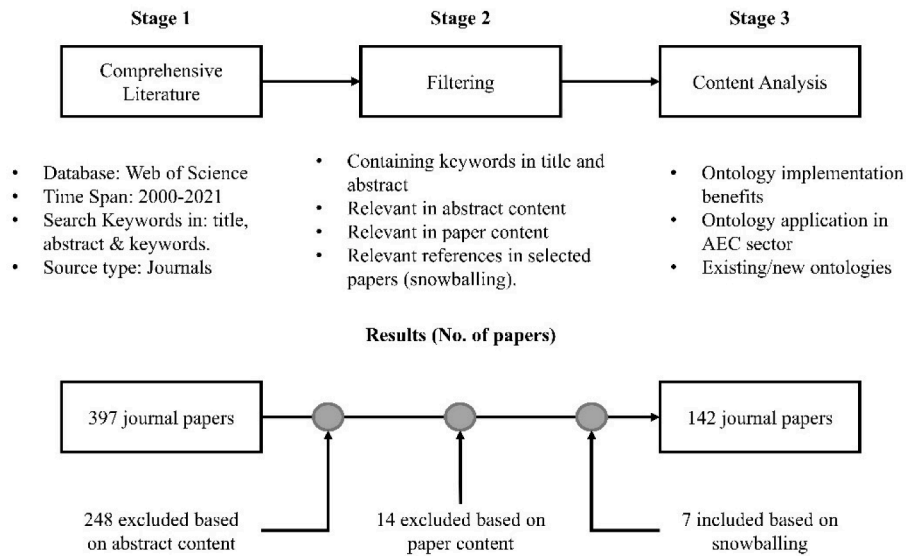 Stage 1
Stage 2
Stage 3
Comprehensive
Literature
Filtering
Content Analysis
• Database: Web of Science
• Time Span: 2000-2021
• Search Keywords in: title,
abstract & keywords.
• Source type: Journals
• Containing keywords in title and
abstract
• Relevant in abstract content
• Relevant in paper content
• Relevant references in selected
papers (snowballing).
• Ontology implementation
benefits
• Ontology application in
AEC sector
• Existing/new ontologies
Results (No. of papers)
397 journal papers
142 journal papers
248 excluded based
on abstract content
14 excluded based on
paper content
7 included based on
snowballing